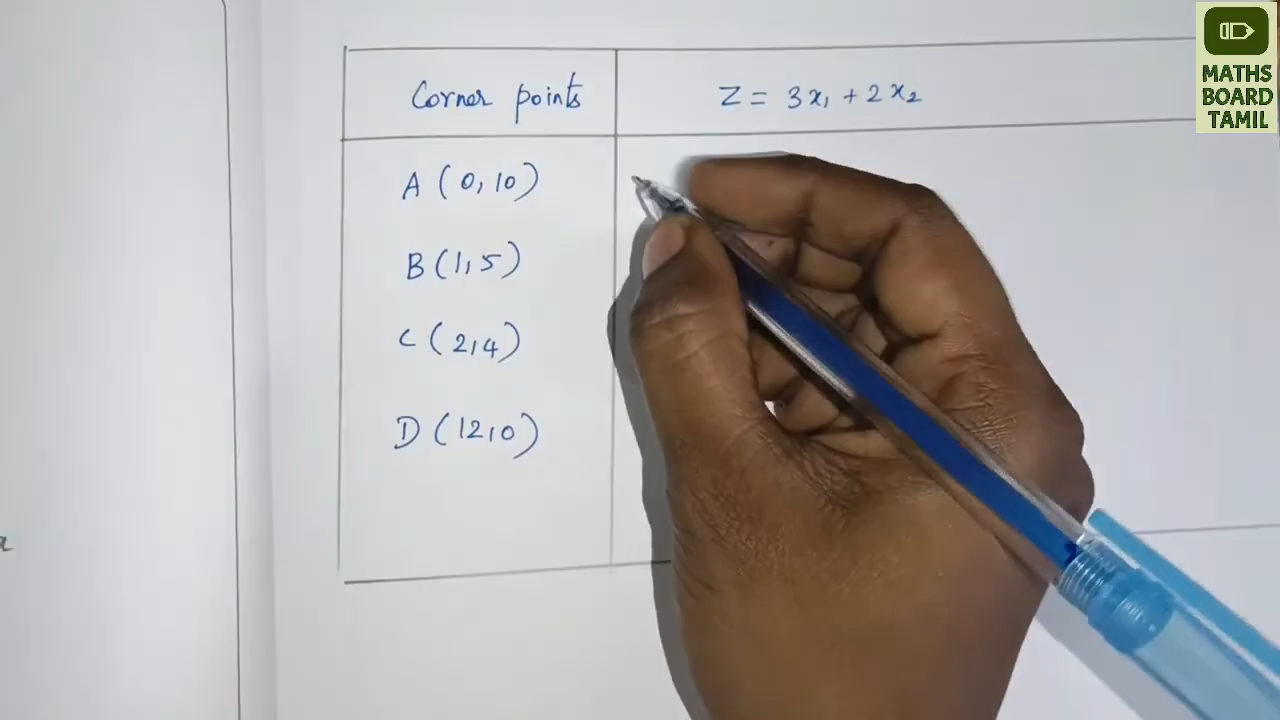 Corner points Z = 3x₁ + 2x₂
A (0, 10)
B (1, 5)
C (2, 4)
D (12, 0)
MATHS
BOARD
TAMIL